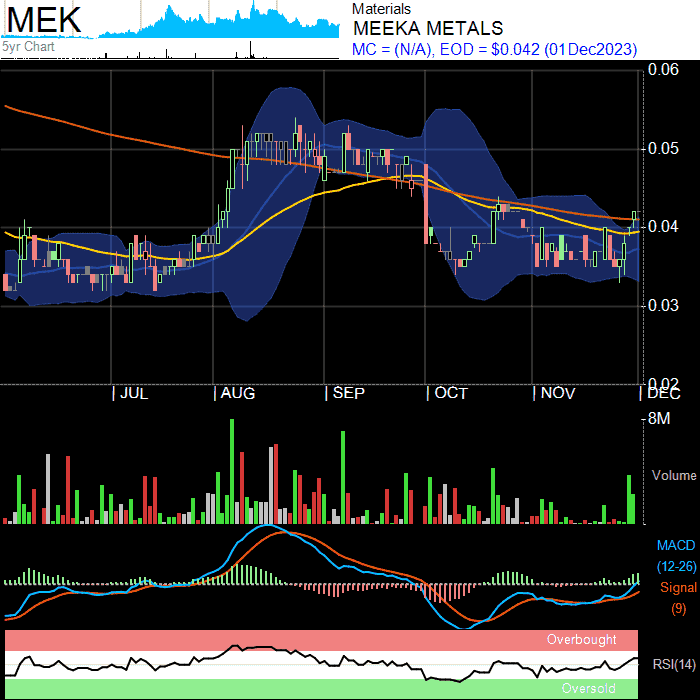 MEK
5yr Chart
Materials
MEEKA METALS
MC = (N/A), EOD = $0.042 (01Dec2023)
0.06
0.05
0.04
0.03
0.02
| JUL | AUG | SEP | OCT | NOV | DEC
8M
Volume
MACD
(12-26)
Signal
(9)
Overbought
RSI(14)
Oversold